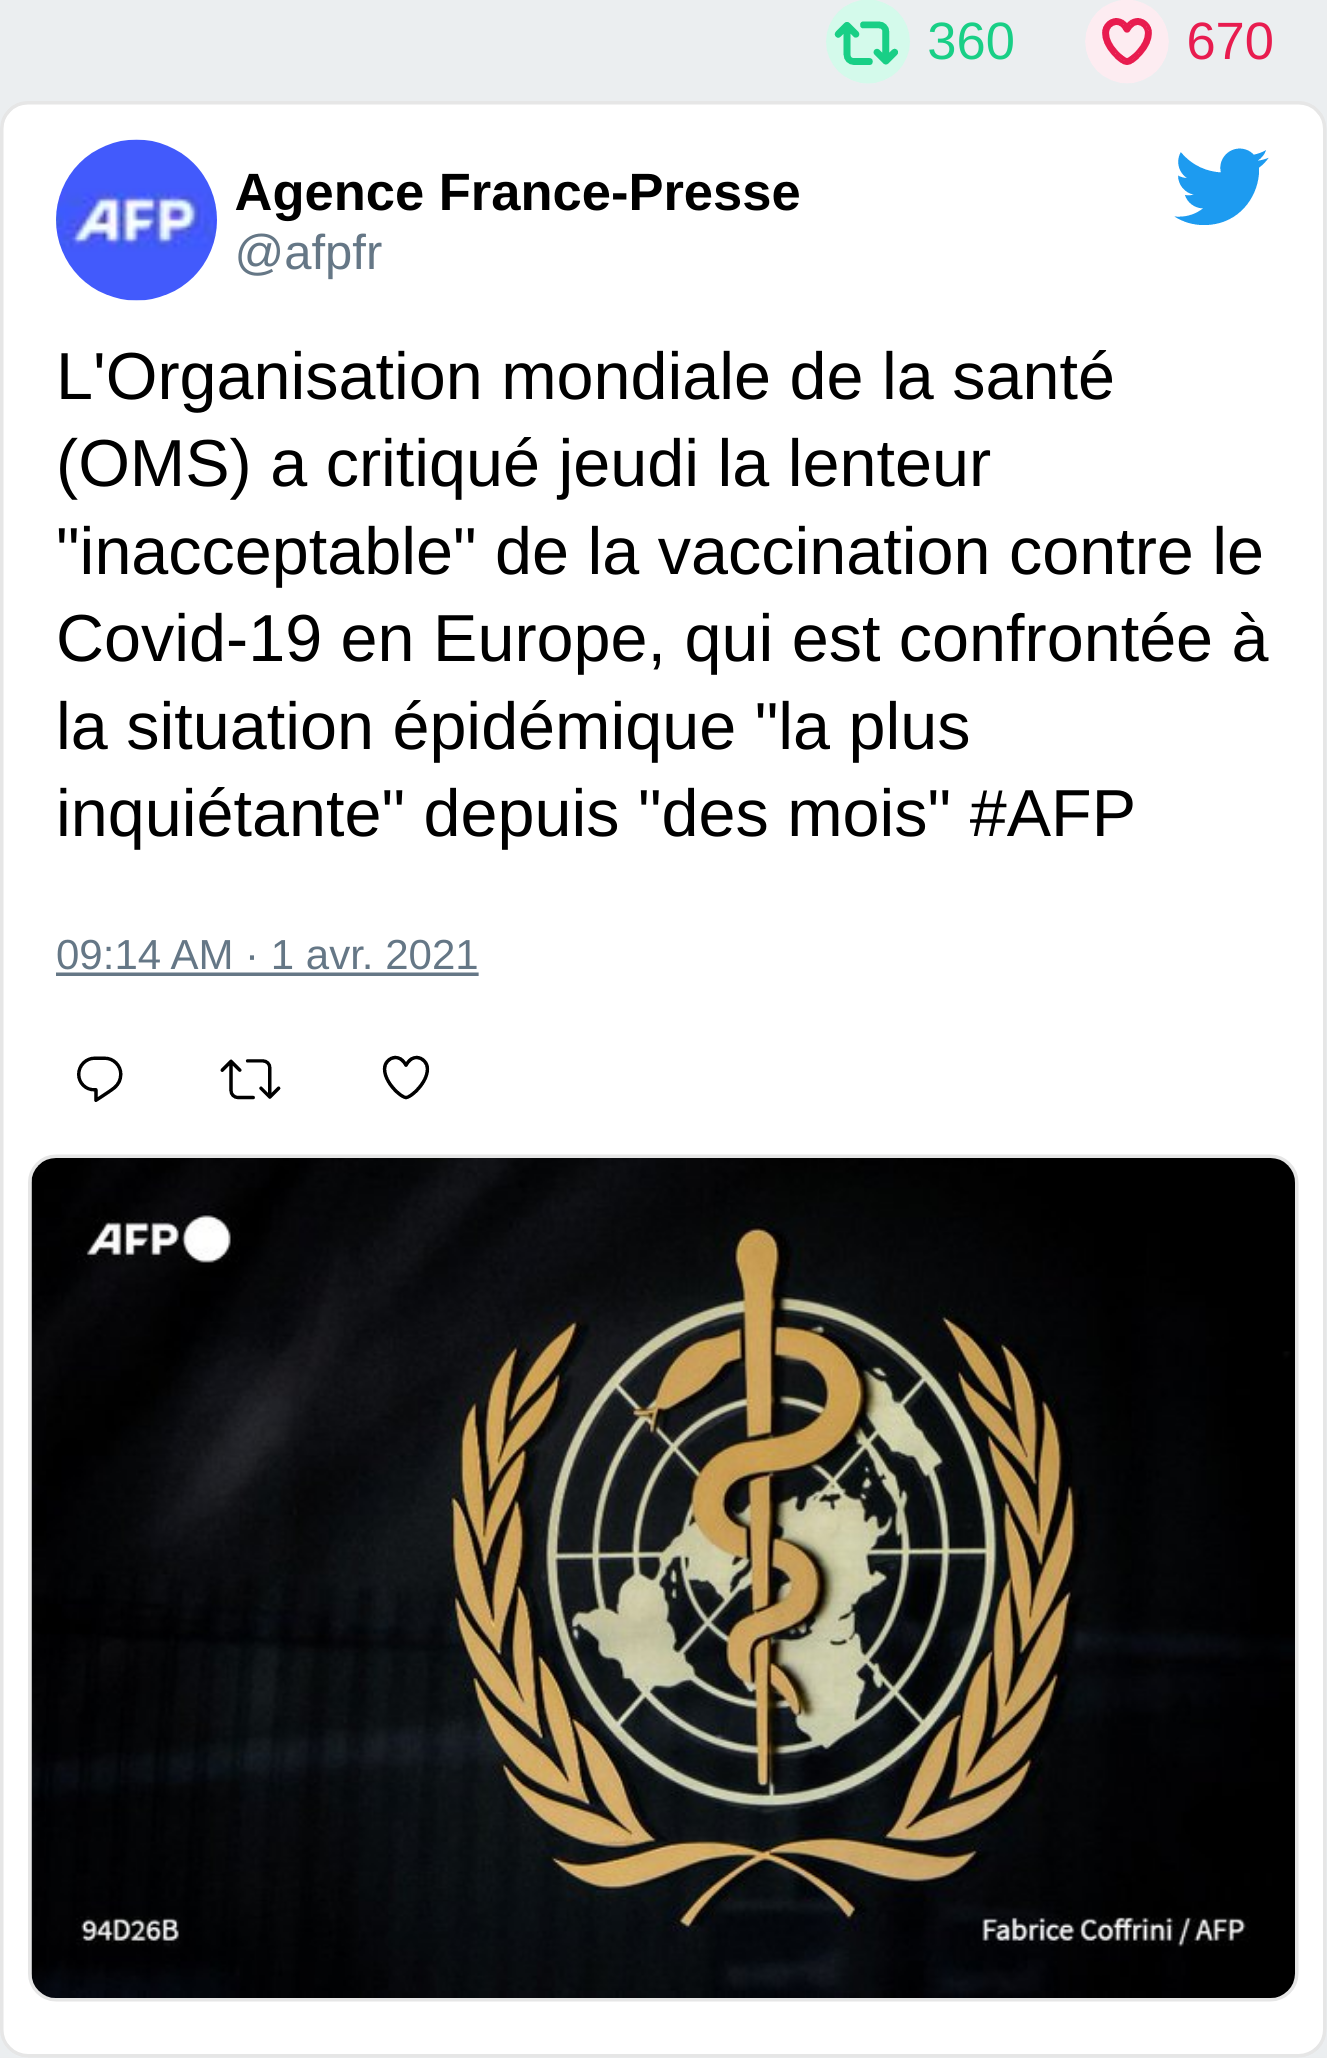 360 670
AFP
Agence France-Presse
@afpfr
L'Organisation mondiale de la santé
(OMS) a critiqué jeudi la lenteur
"inacceptable" de la vaccination contre le
Covid-19 en Europe, qui est confrontée à
la situation épidémique "la plus
inquiétante" depuis "des mois" #AFP
09:14 AM · 1 avr. 2021
AFP
94D26B
Fabrice Coffrini / AFP